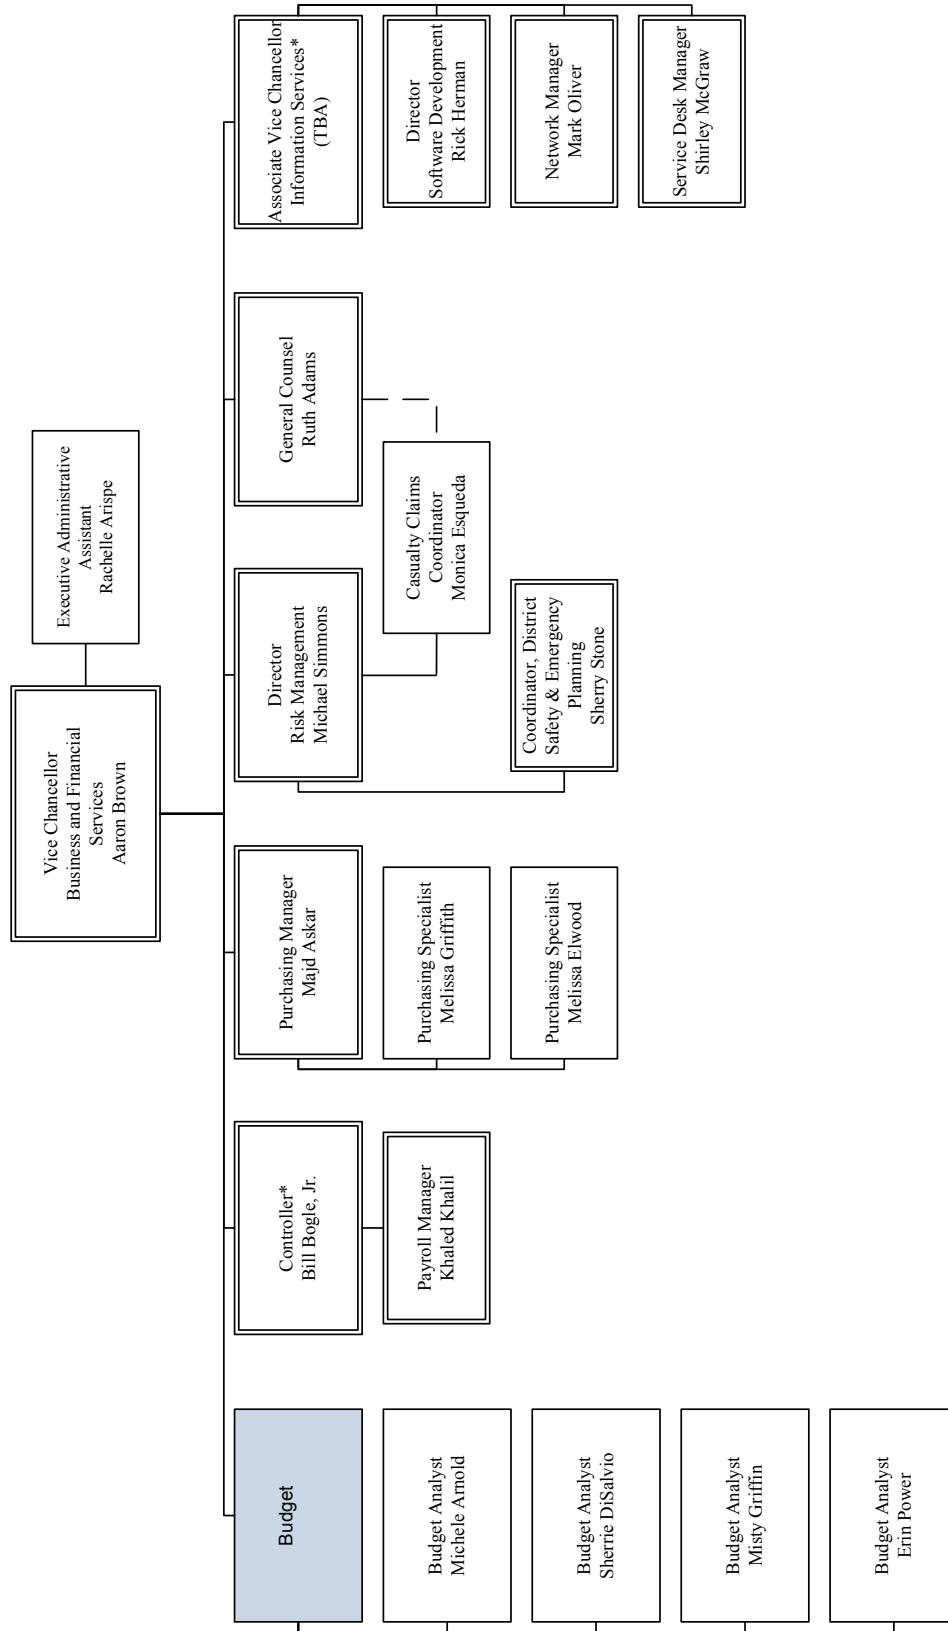 Vice Chancellor
Business and Financial
Services
Aaron Brown
Executive Administrative
Assistant
Rachelle Arispe
Budget
Budget Analyst
Michele Arnold
Budget Analyst
Sherrie DiSalvio
Budget Analyst
Misty Griffin
Budget Analyst
Erin Power
Controller*
Bill Bogle, Jr.
Payroll Manager
Khaled Khalil
Purchasing Manager
Majd Askar
Purchasing Specialist
Melissa Griffith
Purchasing Specialist
Melissa Elwood
Director
Risk Management
Michael Simmons
Casualty Claims
Coordinator
Monica Esqueda
Coordinator, District
Safety & Emergency
Planning
Sherry Stone
General Counsel
Ruth Adams
Associate Vice Chancellor
Information Services*
(TBA)
Director
Software Development
Rick Herman
Network Manager
Mark Oliver
Service Desk Manager
Shirley McGraw